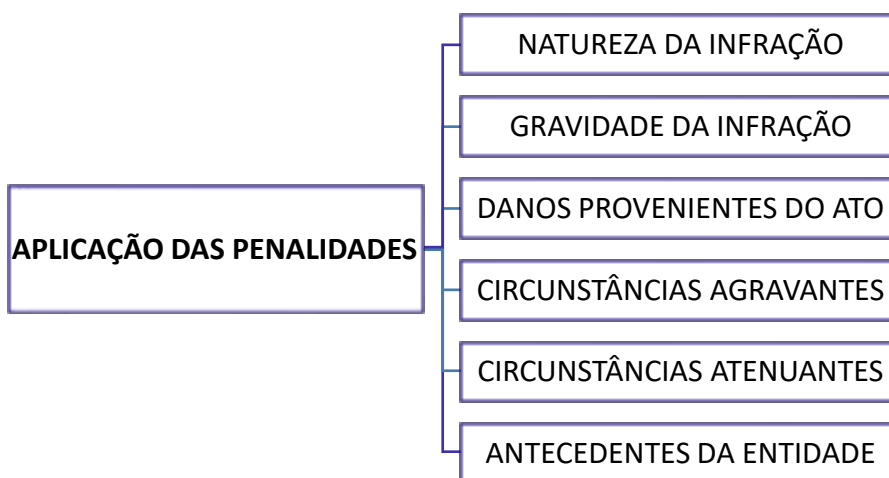 APLICAÇÃO DAS PENALIDADES
NATUREZA DA INFRAÇÃO
GRAVIDADE DA INFRAÇÃO
DANOS PROVENIENTES DO ATO
CIRCUNSTÂNCIAS AGRAVANTES
CIRCUNSTÂNCIAS ATENUANTES
ANTECEDENTES DA ENTIDADE